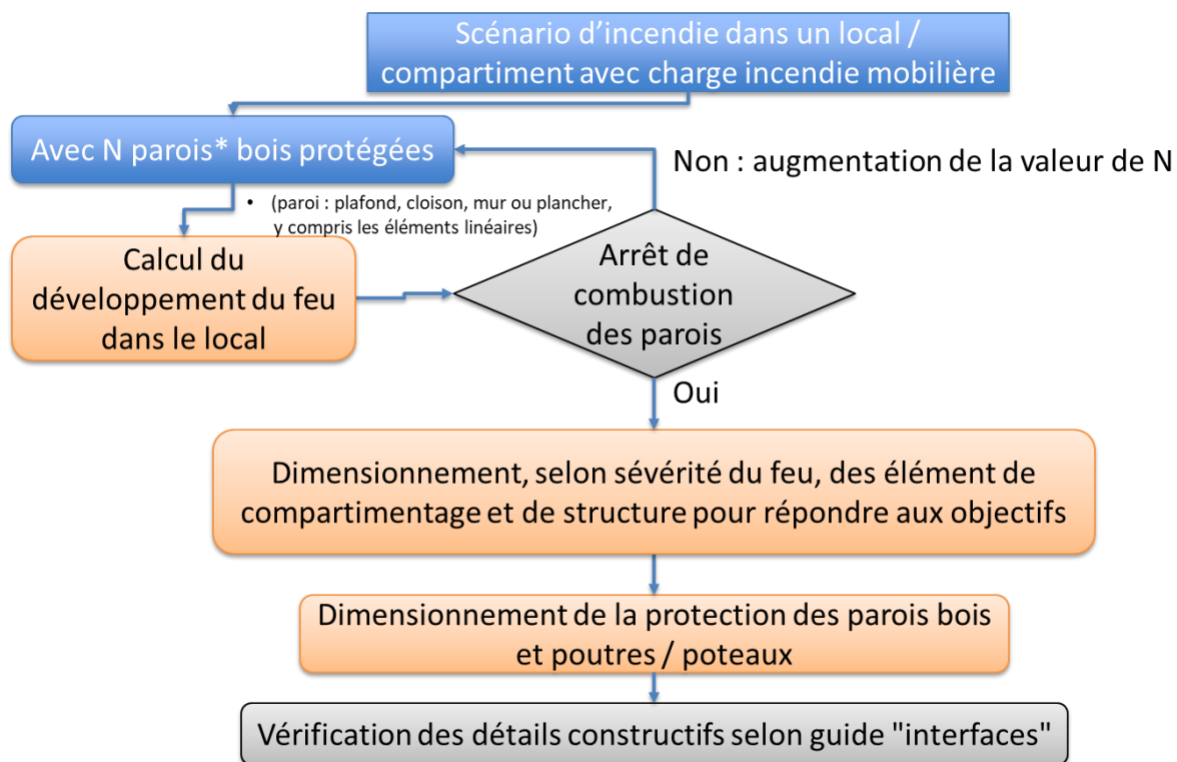 Scénario d'incendie dans un local /
compartiment avec charge incendie mobilière
Avec N parois* bois protégées
Non : augmentation de la valeur de N
• (paroi : plafond, cloison, mur ou plancher,
y compris les éléments linéaires)
Calcul du
développement du feu
dans le local
Arrêt de
combustion
des parois
Oui
Dimensionnement, selon sévérité du feu, des élément de
compartimentage et de structure pour répondre aux objectifs
Dimensionnement de la protection des parois bois
et poutres / poteaux
Vérification des détails constructifs selon guide "interfaces"